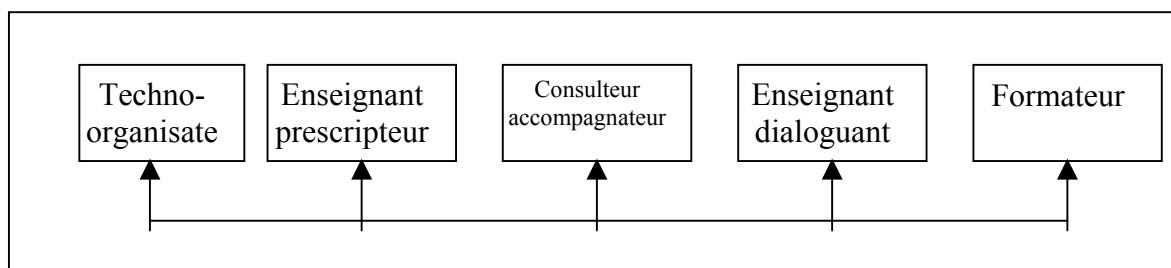 Techno-
organisate
Enseignant
prescripteur
Consulteur
accompagnateur
Enseignant
dialoguant
Formateur